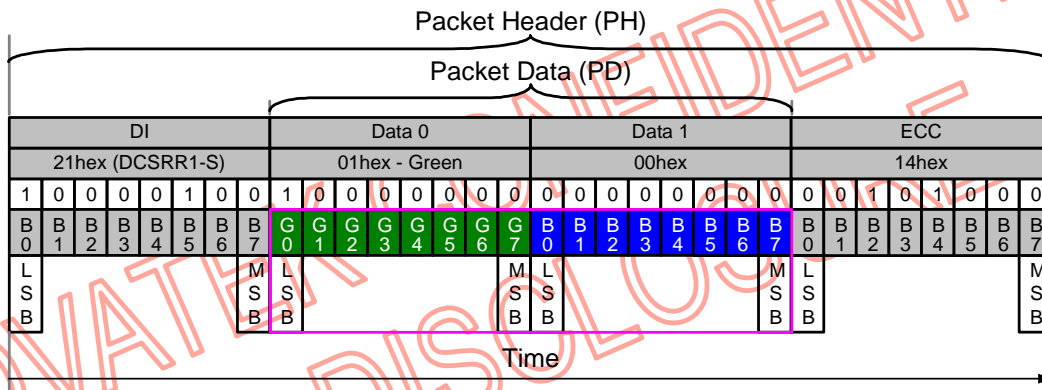 Packet Header (PH)
Packet Data (PD)
DI Data 0 Data 1 ECC
21hex (DCSRR1-S) 01hex - Green 00hex 14hex
1 0 0 0 0 1 0 0 1 0 0 0 0 0 0 0 0 0 0 0 0 0 0 0 0 0 1 0 1 0 0 0
B0 B1 B2 B3 B4 B5 B6 B7 G0 G1 G2 G3 G4 G5 G6 G7 B0 B1 B2 B3 B4 B5 B6 B7 B0 B1 B2 B3 B4 B5 B6 B7
LSB MSB LSB MSB LSB MSB LSB MSB
Time
DISCLOSURE